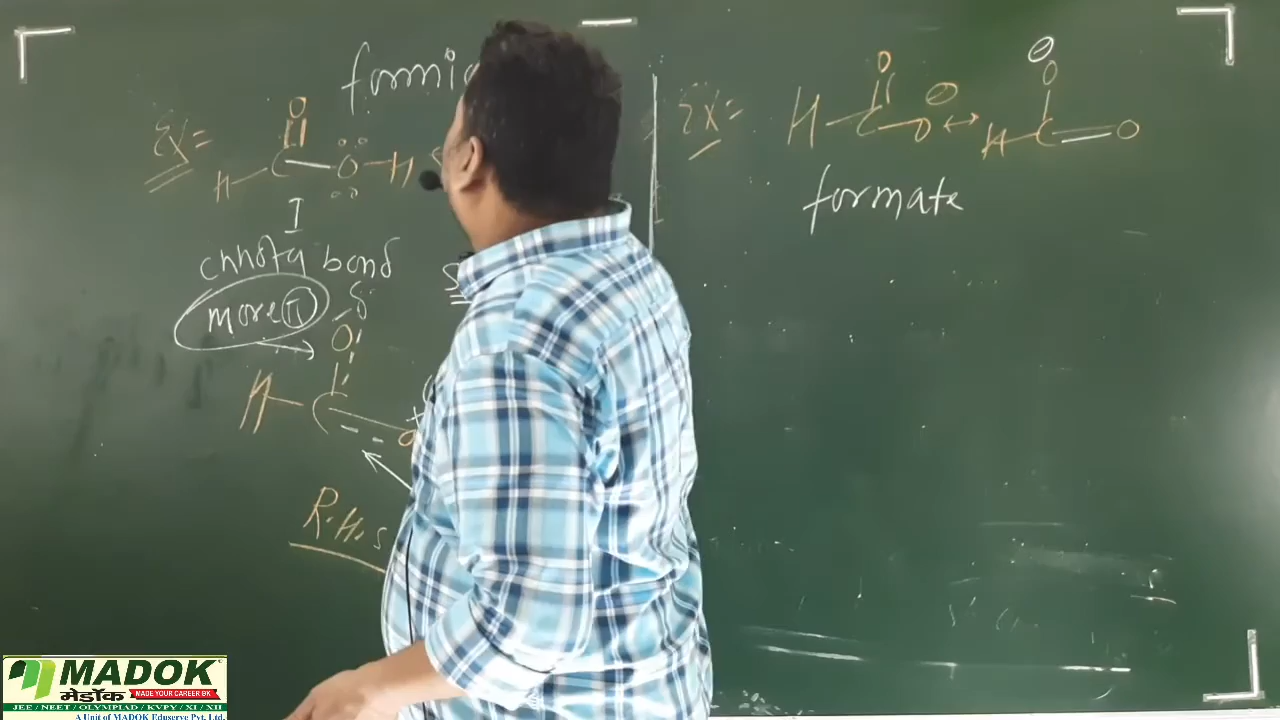 formic
Ex=
O
H C O H
I
chhota bond
more π
δ
O
H C
R.H.S
Ex=
O
H C O ⊖ ↔
⊖
O
H C O
formate
MADOK
मेडॉक
MADE YOUR CAREER OK
JEE / NEET / OLYMPIAD / KVPY / XI / XII
A Unit of MADOK Eduserve Pvt. Ltd.